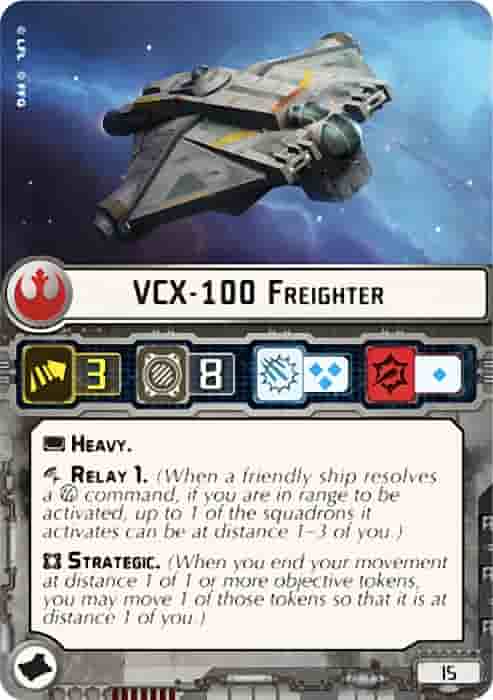 © LFL © FFG
VCX-100 FREIGHTER
3 8
HEAVY.
RELAY 1. (When a friendly ship resolves
a command, if you are in range to be
activated, up to 1 of the squadrons it
activates can be at distance 1-3 of you.)
STRATEGIC. (When you end your movement
at distance 1 of 1 or more objective tokens,
you may move 1 of those tokens so that it is at
distance 1 of you.)
15